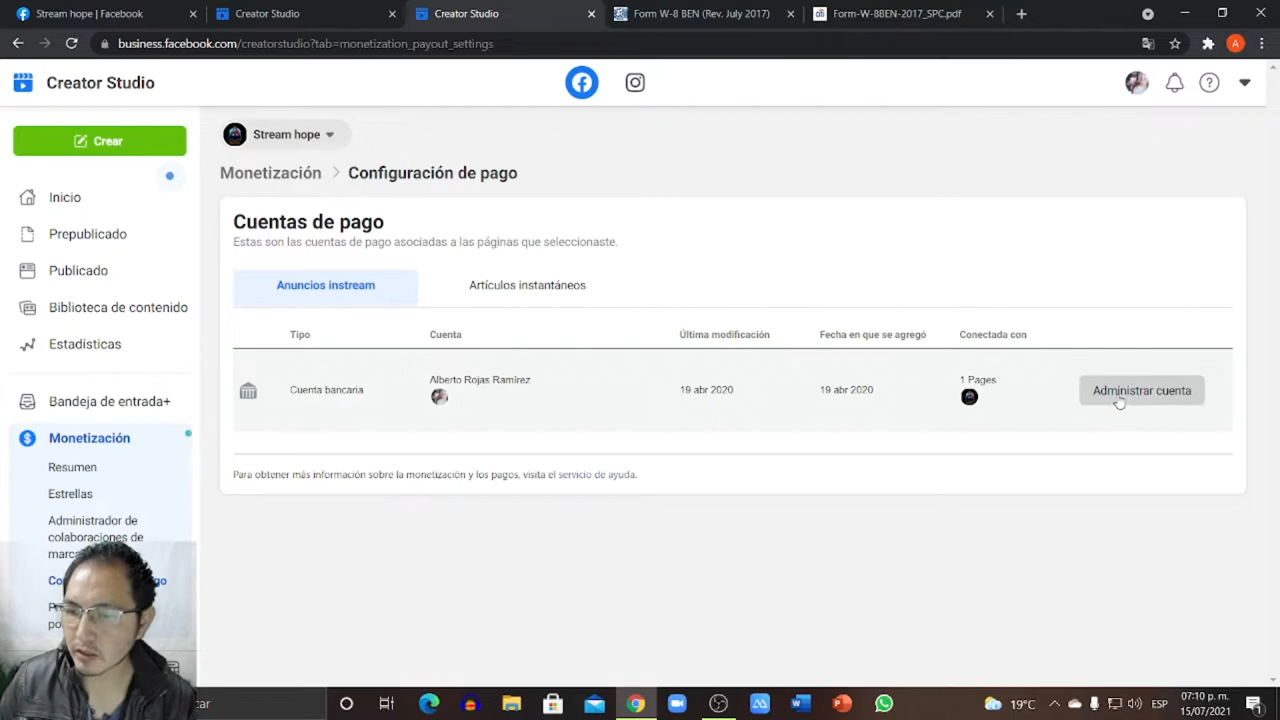 Stream hope | Facebook
Creator Studio
Creator Studio
Form W-8 BEN (Rev. July 2017)
Form-W-8BEN-2017_SPC.pdf
business.facebook.com/creatorstudio?tab=monetization_payout_settings
A
Creator Studio
Crear
Inicio
Prepublicado
Publicado
Biblioteca de contenido
Estadísticas
Bandeja de entrada+
Monetización
Resumen
Estrellas
Administrador de
colaboraciones de
Stream hope
Monetización > Configuración de pago
Cuentas de pago
Estas son las cuentas de pago asociadas a las páginas que seleccionaste.
Anuncios instream
Artículos instantáneos
Tipo Cuenta Última modificación Fecha en que se agregó Conectada con
Cuenta bancaria Alberto Rojas Ramírez 19 abr 2020 19 abr 2020 1 Pages Administrar cuenta
Para obtener más información sobre la monetización y los pagos, visita el servicio de ayuda.
19°C
ESP
07:10 p. m.
15/07/2021